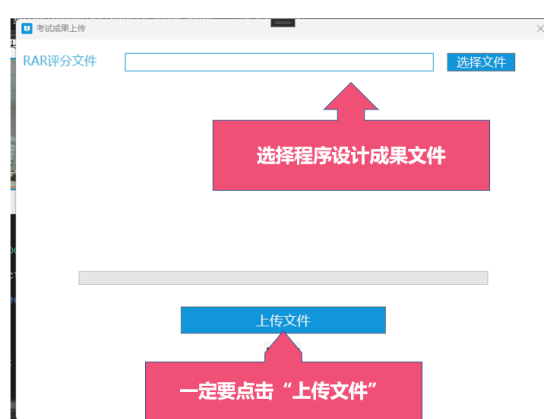 考试成果上传
RAR评分文件
选择文件
选择程序设计成果文件
上传文件
一定要点击“上传文件”